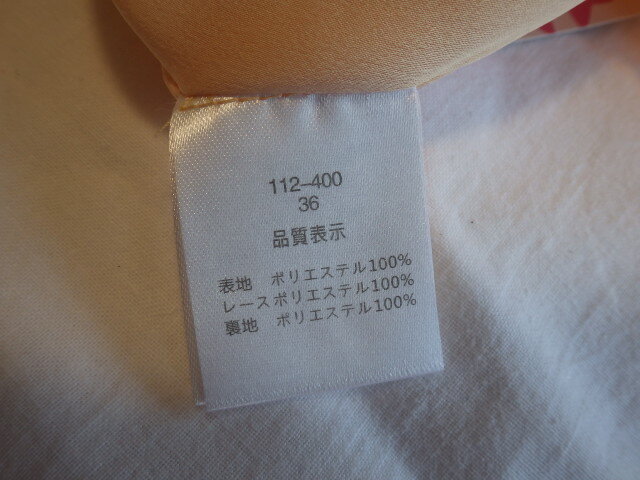 112-400
36
品質表示
表地 ポリエステル100%
レースポリエステル100%
裏地 ポリエステル100%